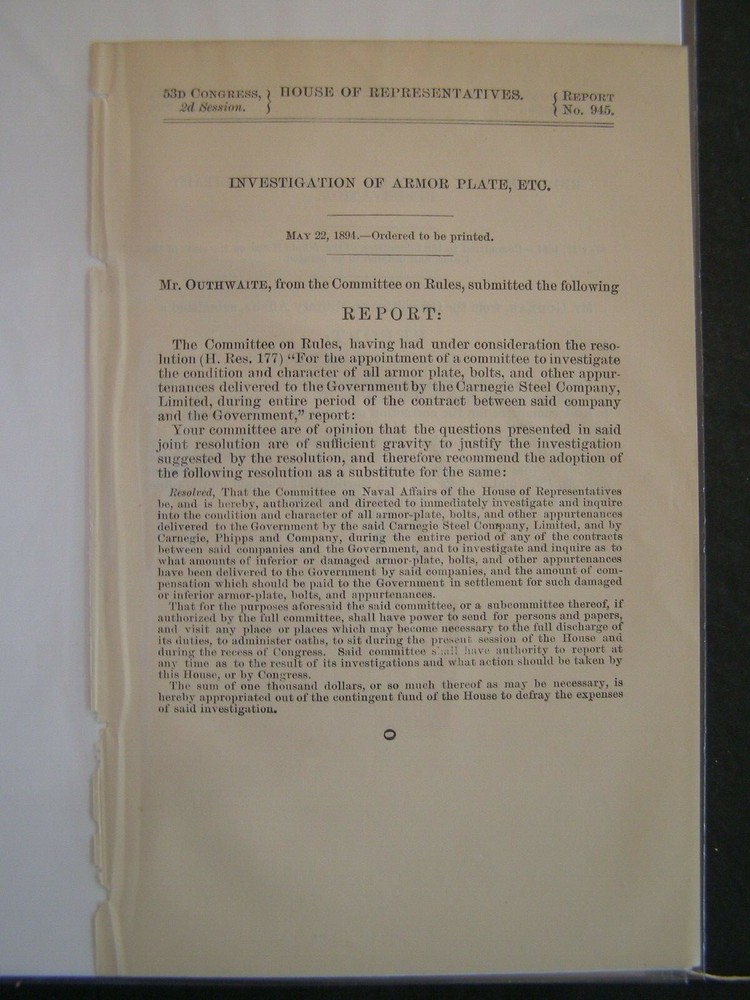 53D CONGRESS, } HOUSE OF REPRESENTATIVES. { REPORT
2d Session. } { No. 945.
INVESTIGATION OF ARMOR PLATE, ETC.
MAY 22, 1894.—Ordered to be printed.
Mr. OUTHWAITE, from the Committee on Rules, submitted the following
REPORT:
The Committee on Rules, having had under consideration the reso-
lution (H. Res. 177) “For the appointment of a committee to investigate
the condition and character of all armor plate, bolts, and other appur-
tenances delivered to the Government by the Carnegie Steel Company,
Limited, during entire period of the contract between said company
and the Government,” report:
Your committee are of opinion that the questions presented in said
joint resolution are of sufficient gravity to justify the investigation
suggested by the resolution, and therefore recommend the adoption of
the following resolution as a substitute for the same:
Resolved, That the Committee on Naval Affairs of the House of Representatives
be, and is hereby, authorized and directed to immediately investigate and inquire
into the condition and character of all armor-plate, bolts, and other appurtenances
delivered to the Government by the said Carnegie Steel Company, Limited, and by
Carnegie, Phipps and Company, during the entire period of any of the contracts
between said companies and the Government, and to investigate and inquire as to
what amounts of inferior or damaged armor-plate, bolts, and other appurtenances
have been delivered to the Government by said companies, and the amount of com-
pensation which should be paid to the Government in settlement for such damaged
or inferior armor-plate, bolts, and appurtenances.
That for the purposes aforesaid the said committee, or a subcommittee thereof, if
authorized by the full committee, shall have power to send for persons and papers,
and visit any place or places which may become necessary to the full discharge of
its duties, to administer oaths, to sit during the present session of the House and
during the recess of Congress. Said committee shall have authority to report at
any time as to the result of its investigations and what action should be taken by
this House, or by Congress.
The sum of one thousand dollars, or so much thereof as may be necessary, is
hereby appropriated out of the contingent fund of the House to defray the expenses
of said investigation.
O